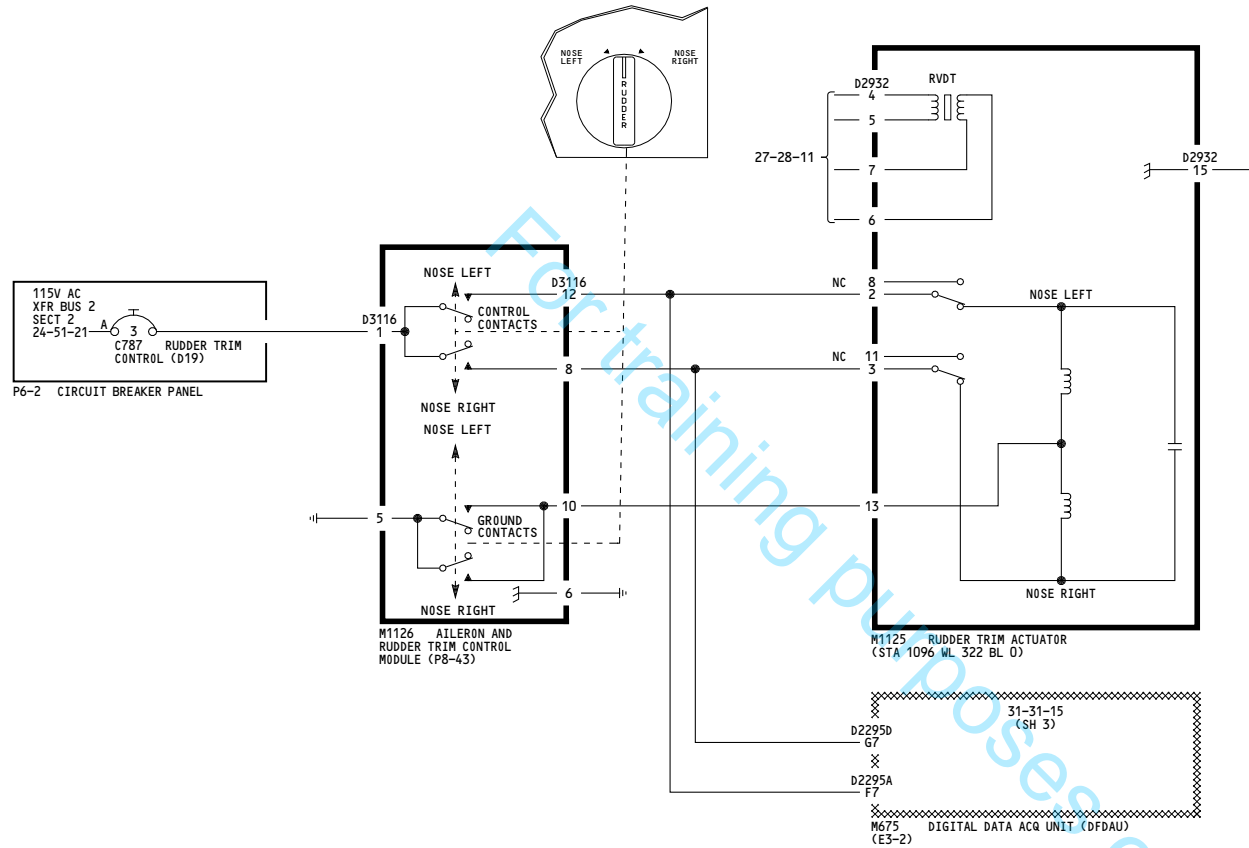 NOSE LEFT
NOSE RIGHT
RUDDER
115V AC
XFR BUS 2
SECT 2
24-51-21
A
3
C787 RUDDER TRIM
CONTROL (D19)
P6-2 CIRCUIT BREAKER PANEL
D3116
1
NOSE LEFT
CONTROL
CONTACTS
NOSE RIGHT
D3116
12
8
NOSE LEFT
5
GROUND
CONTACTS
10
6
NOSE RIGHT
M1126 AILERON AND
RUDDER TRIM CONTROL
MODULE (P8-43)
27-28-11
D2932
4
5
7
6
RVDT
D2932
15
NC 8
2
NOSE LEFT
NC 11
3
13
NOSE RIGHT
M1125 RUDDER TRIM ACTUATOR
(STA 1096 WL 322 BL 0)
31-31-15
(SH 3)
D2295D
G7
D2295A
F7
M675 DIGITAL DATA ACQ UNIT (DFDAU)
(E3-2)
For training purposes